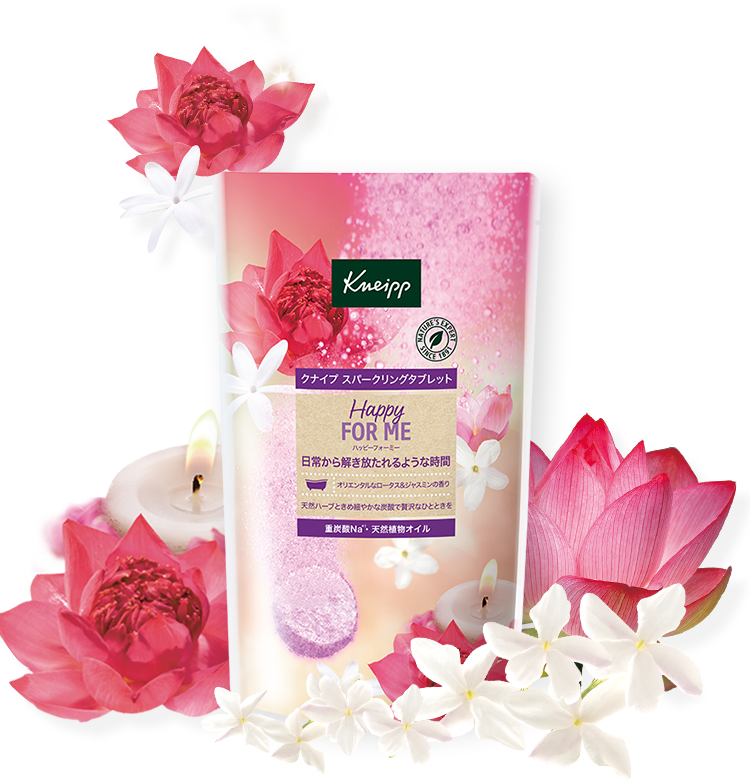 Kneipp
NATURE'S EXPERT
SINCE 1891
クナイプ スパークリングタブレット
Happy
FOR ME
ハッピーフォーミー
日常から解き放たれるような時間
オリエンタルなロータス&ジャスミンの香り
天然ハーブときめ細やかな炭酸で贅沢なひとときを
重炭酸Na・天然植物オイル